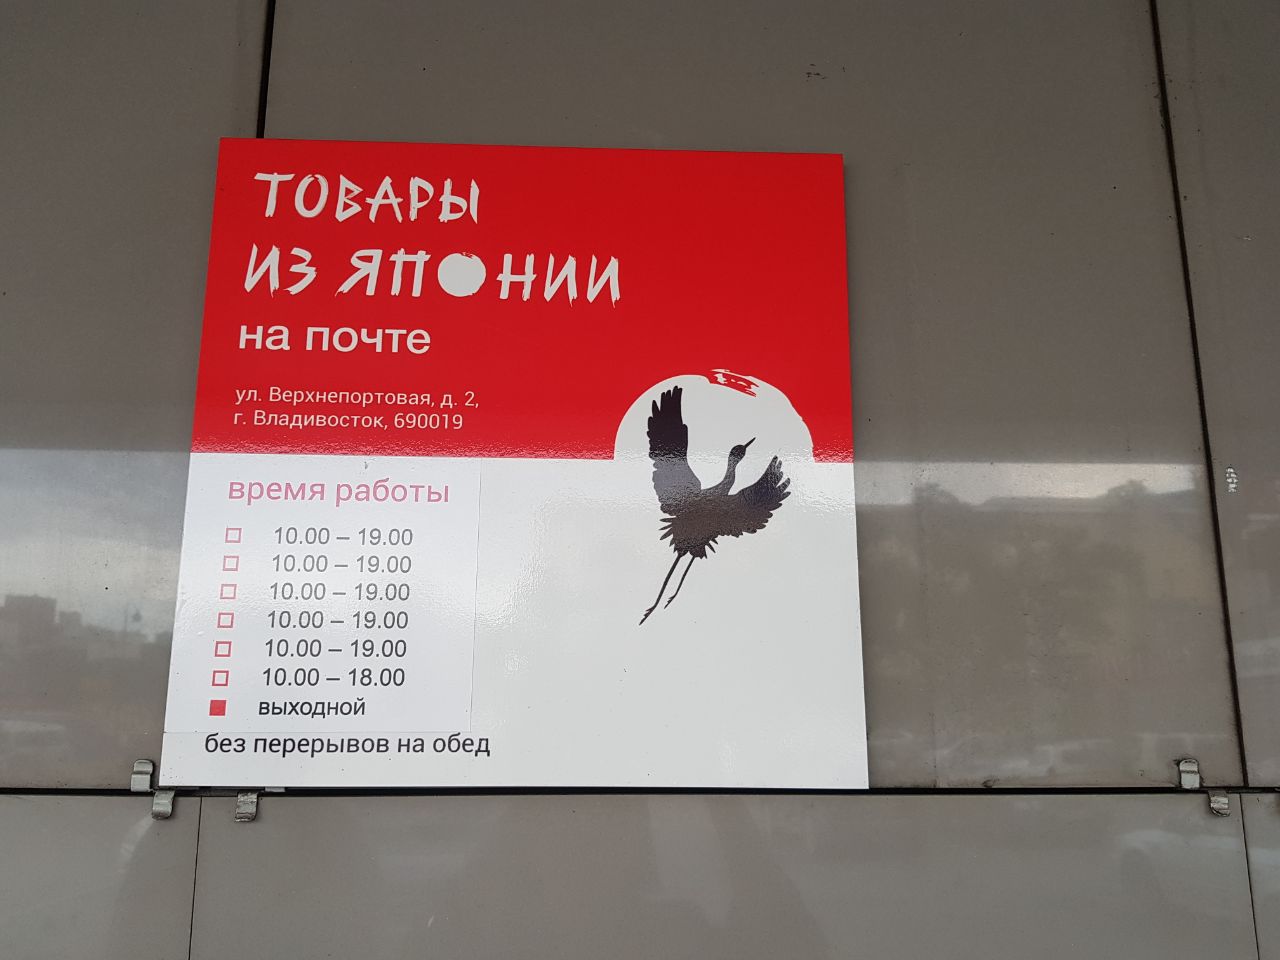 ТОВАРЫ
ИЗ ЯПОНИИ
на почте
ул. Верхнепортовая, д. 2,
г. Владивосток, 690019
время работы
10.00 – 19.00
10.00 – 19.00
10.00 – 19.00
10.00 – 19.00
10.00 – 19.00
10.00 – 18.00
выходной
без перерывов на обед